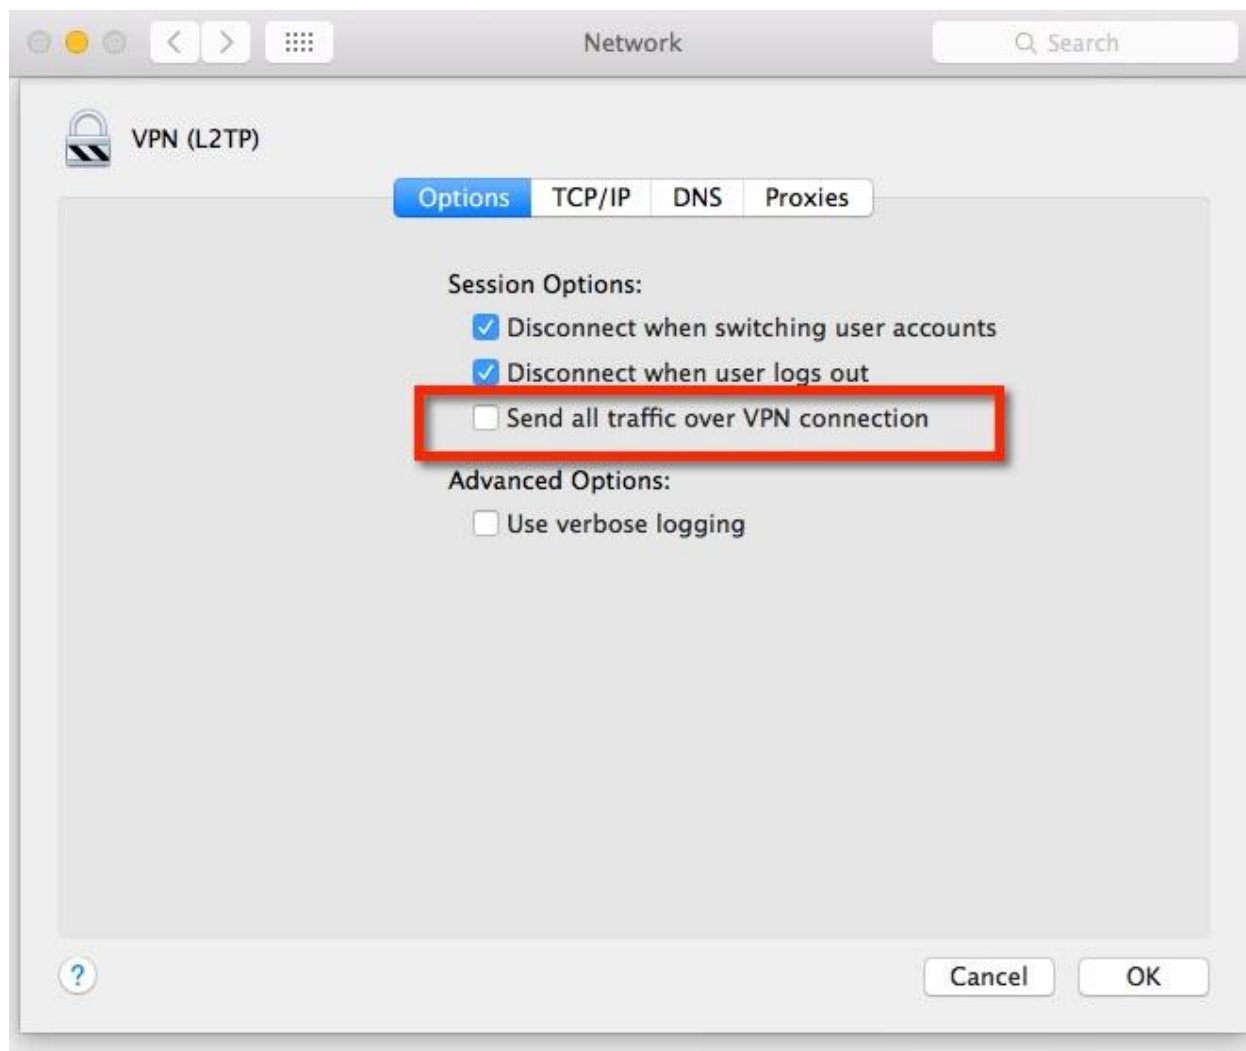 Network
Search
VPN (L2TP)
Options TCP/IP DNS Proxies
Session Options:
Disconnect when switching user accounts
Disconnect when user logs out
Send all traffic over VPN connection
Advanced Options:
Use verbose logging
?
Cancel OK